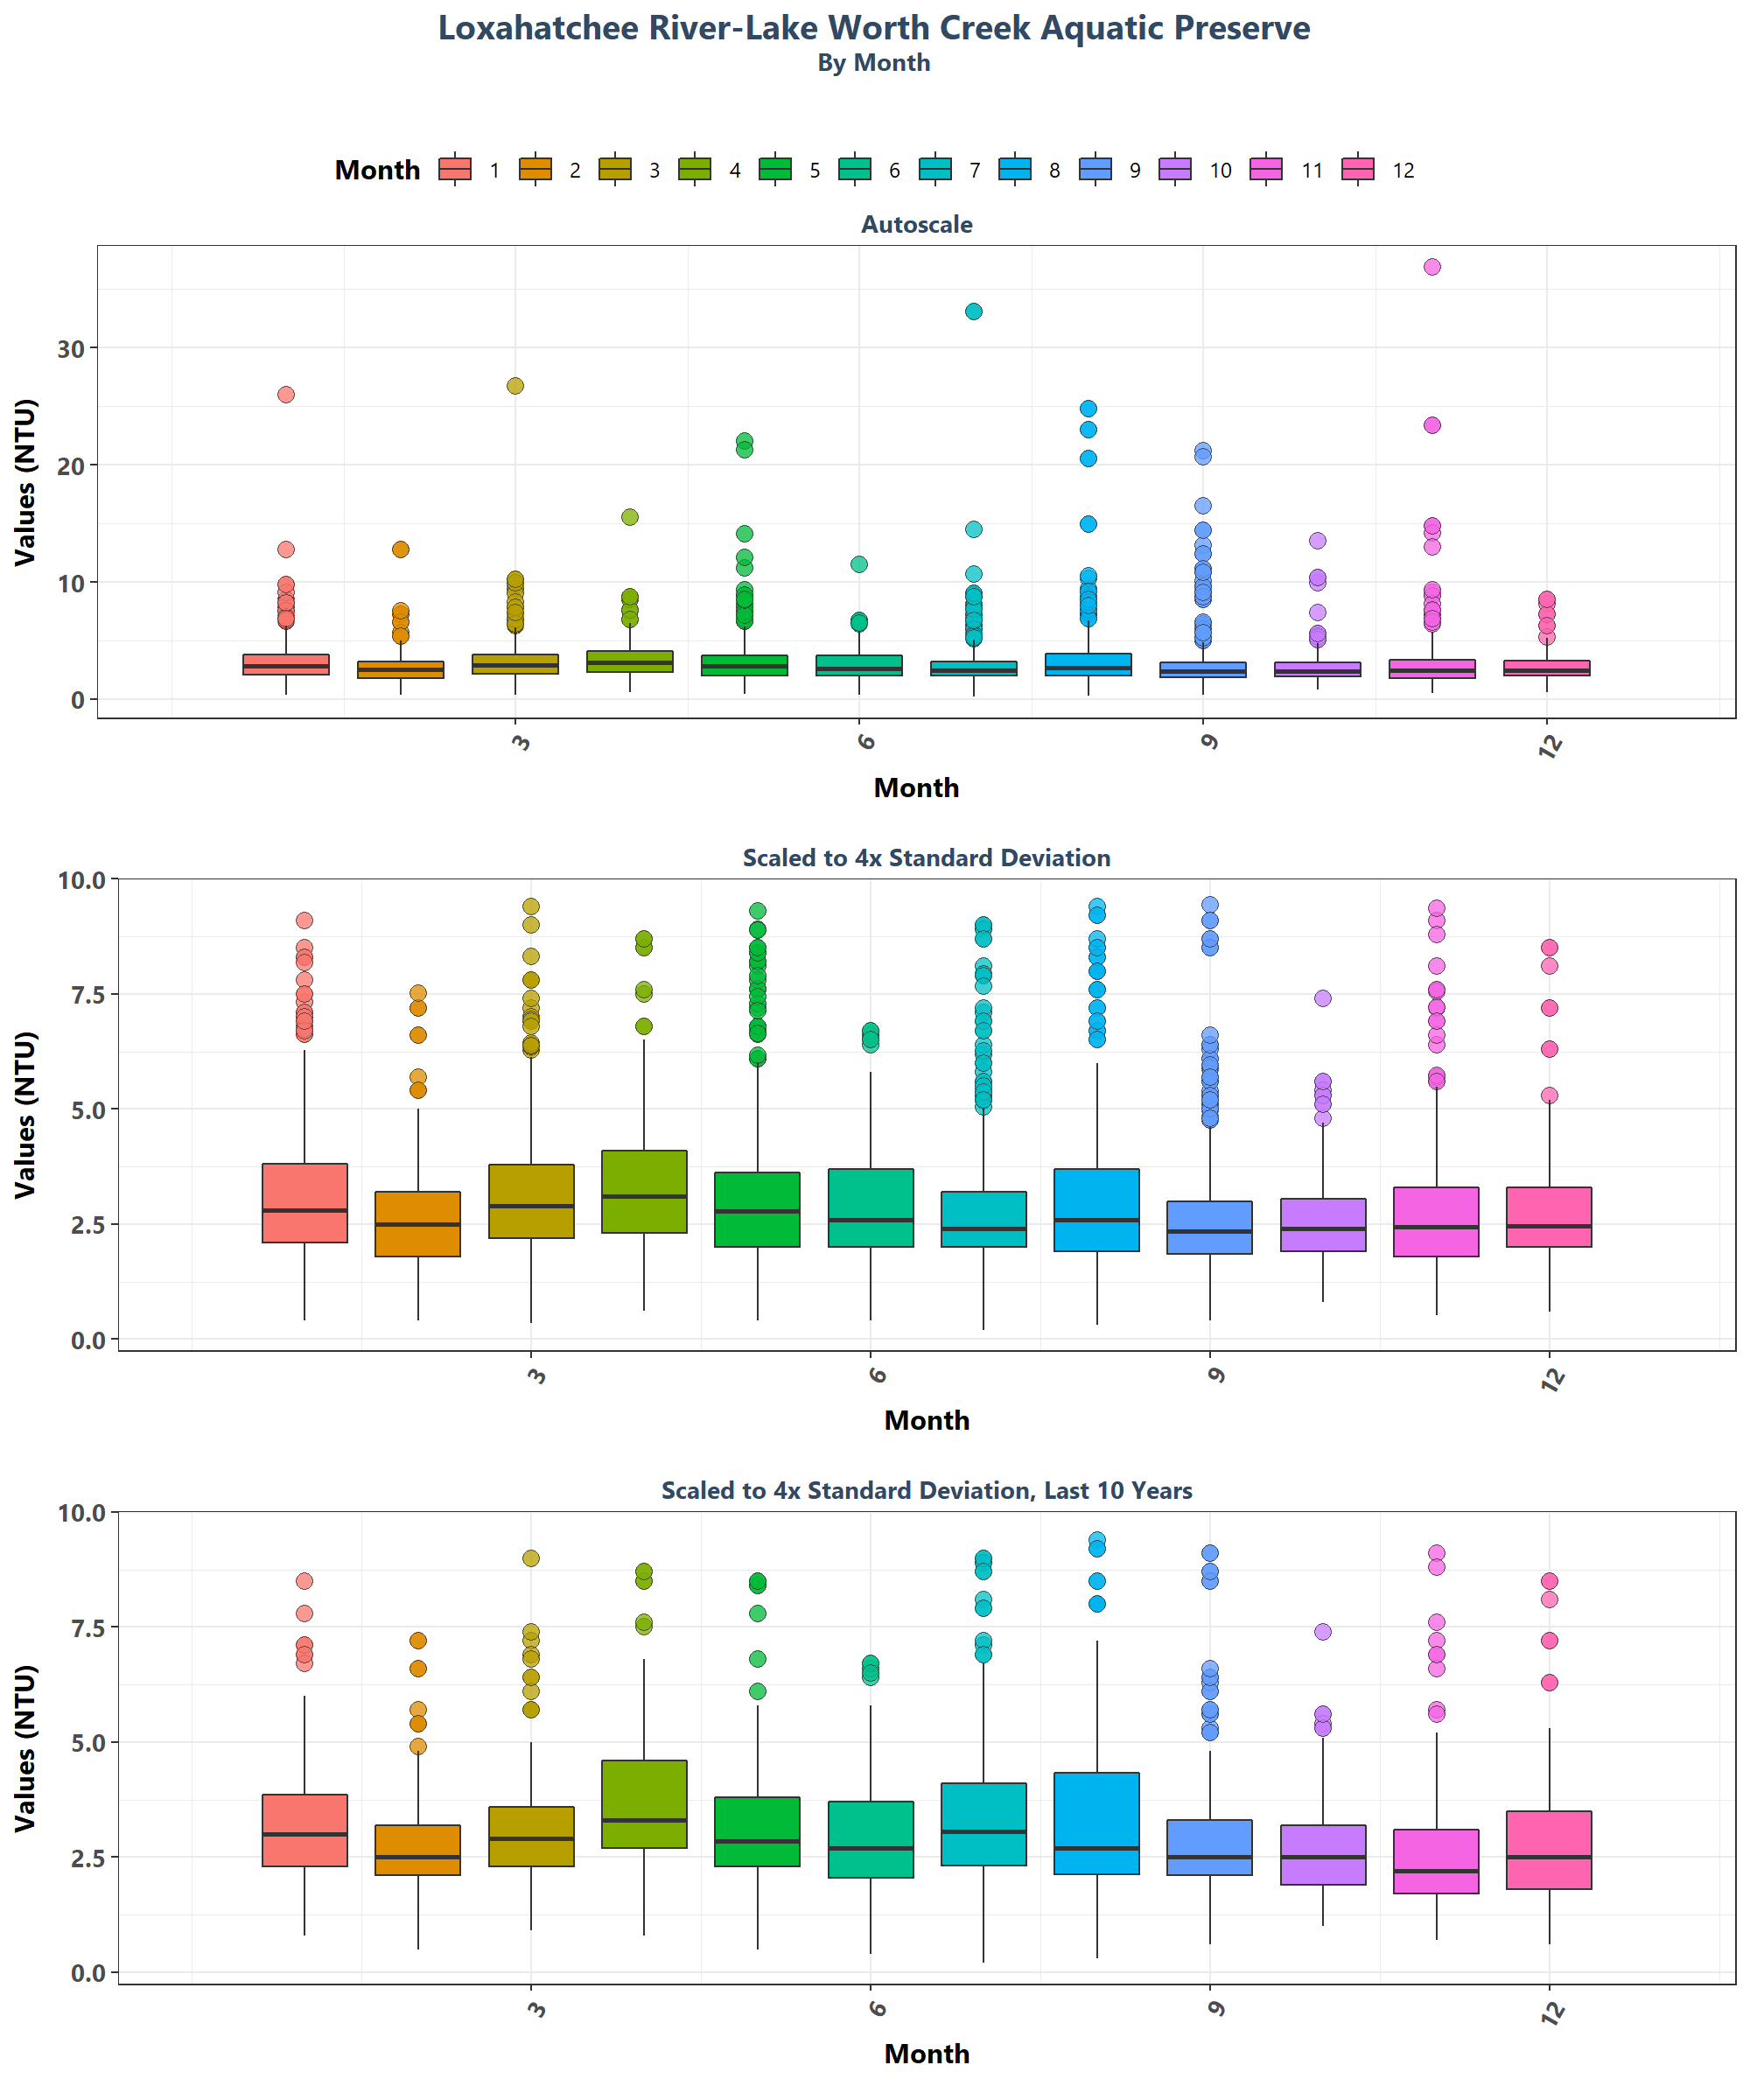 Loxahatchee River-Lake Worth Creek Aquatic Preserve
By Month
Month 1 2 3 4 5 6 7 8 9 10 11 12
Autoscale
Values (NTU)
30
20
10
0
3 6 9 12
Month
Scaled to 4x Standard Deviation
Values (NTU)
10.0
7.5
5.0
2.5
0.0
3 6 9 12
Month
Scaled to 4x Standard Deviation, Last 10 Years
Values (NTU)
10.0
7.5
5.0
2.5
0.0
3 6 9 12
Month